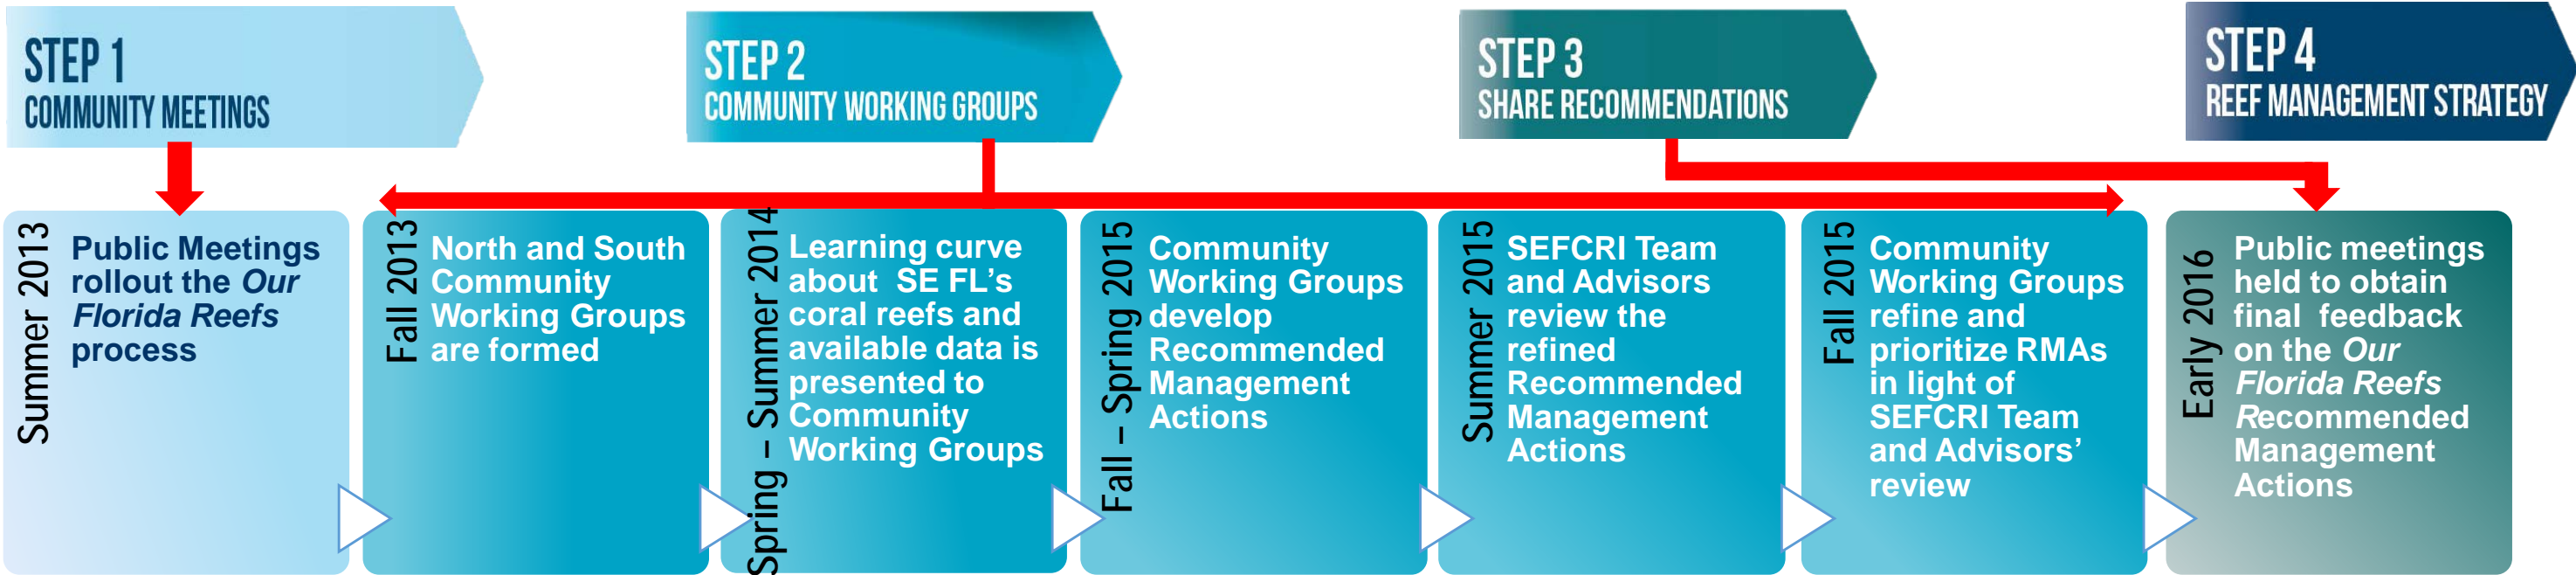 STEP 1
COMMUNITY MEETINGS
STEP 2
COMMUNITY WORKING GROUPS
STEP 3
SHARE RECOMMENDATIONS
STEP 4
REEF MANAGEMENT STRATEGY
Summer 2013
Public Meetings
rollout the Our
Florida Reefs
process
Fall 2013
North and South
Community
Working Groups
are formed
Spring – Summer 2014
Learning curve
about SE FL's
coral reefs and
available data is
presented to
Community
Working Groups
Fall – Spring 2015
Community
Working Groups
develop
Recommended
Management
Actions
Summer 2015
SEFCRI Team
and Advisors
review the
refined
Recommended
Management
Actions
Fall 2015
Community
Working Groups
refine and
prioritize RMAs
in light of
SEFCRI Team
and Advisors'
review
Early 2016
Public meetings
held to obtain
final feedback
on the Our
Florida Reefs
Recommended
Management
Actions